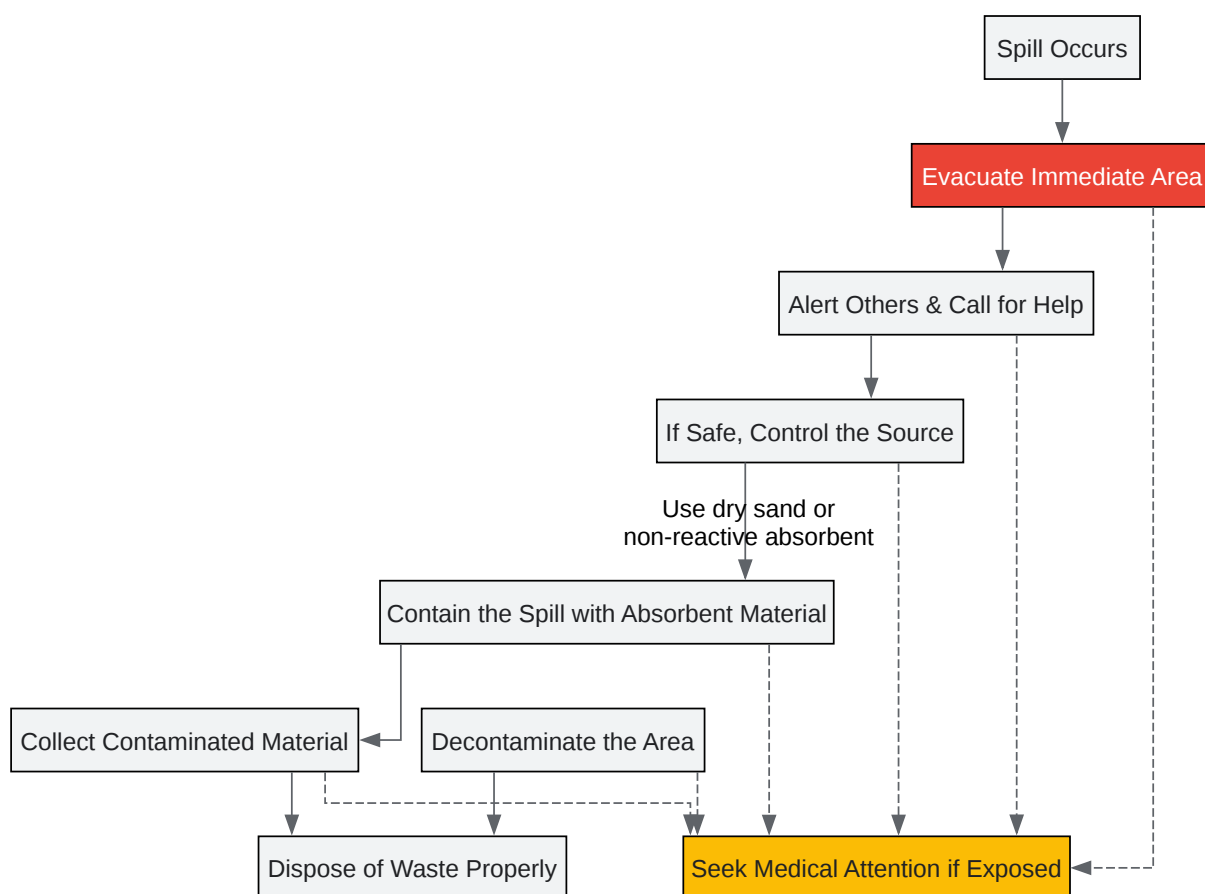 Spill Occurs
Evacuate Immediate Area
Alert Others & Call for Help
If Safe, Control the Source
Use dry sand or
non-reactive absorbent
Contain the Spill with Absorbent Material
Collect Contaminated Material
Decontaminate the Area
Dispose of Waste Properly
Seek Medical Attention if Exposed